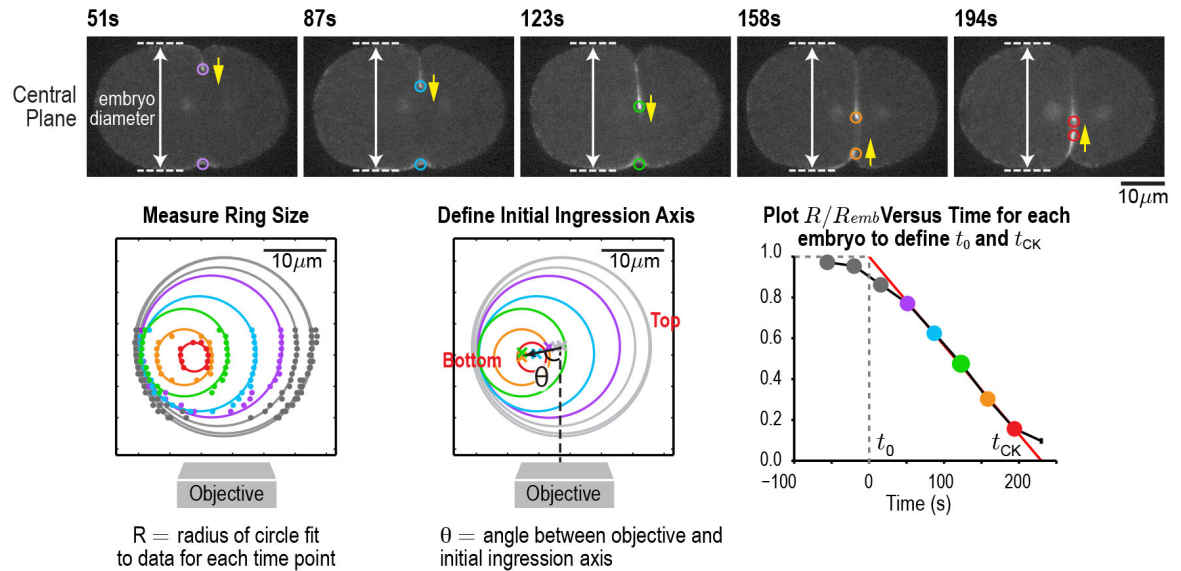 51s
87s
123s
158s
194s
Central
Plane
embryo
diameter
10μm
Measure Ring Size
10μm
Objective
R = radius of circle fit
to data for each time point
Define Initial Ingression Axis
10μm
Top
Bottom
θ
Objective
θ = angle between objective and
initial ingression axis
Plot R/Remb Versus Time for each
embryo to define t0 and tCK
1.0
0.8
0.6
0.4
0.2
0.0
t0
tCK
−100
0
100
200
Time (s)